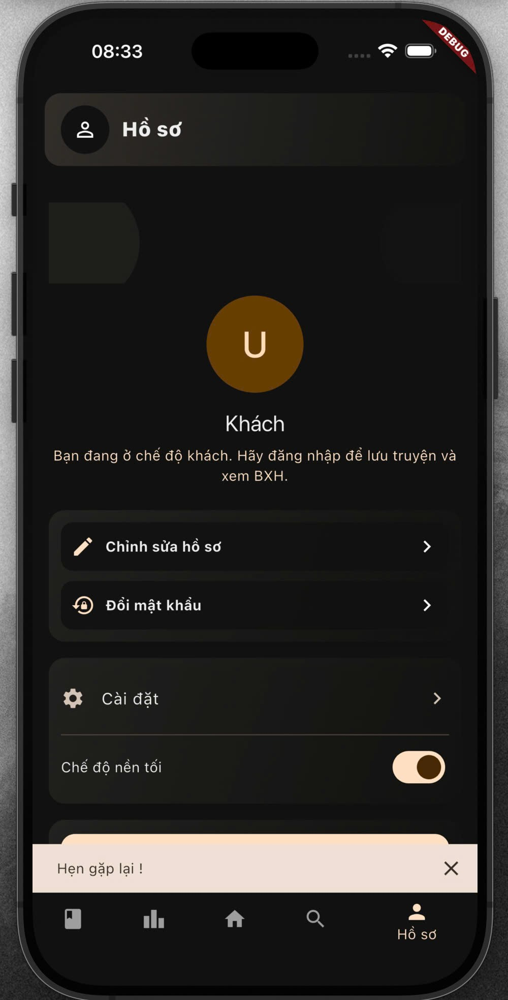 08:33
DEBUG
Hồ sơ
U
Khách
Bạn đang ở chế độ khách. Hãy đăng nhập để lưu truyện và
xem BXH.
Chỉnh sửa hồ sơ
Đổi mật khẩu
Cài đặt
Chế độ nền tối
Hẹn gặp lại !
Hồ sơ